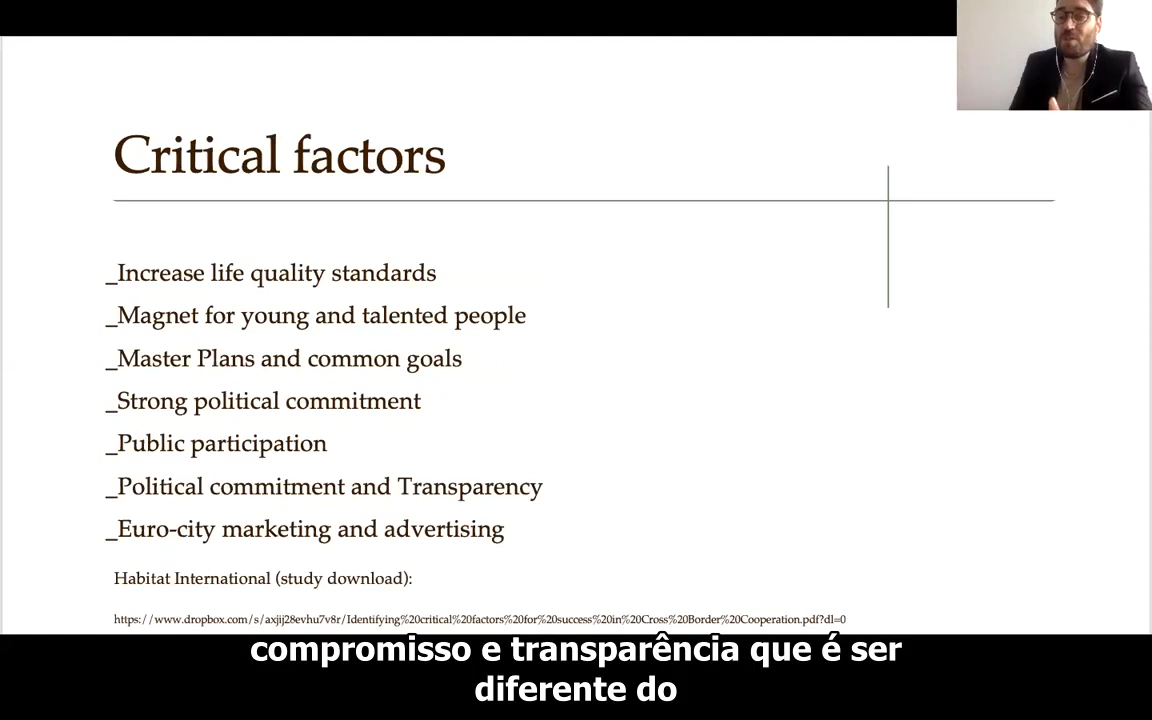 Critical factors
_Increase life quality standards
_Magnet for young and talented people
_Master Plans and common goals
_Strong political commitment
_Public participation
_Political commitment and Transparency
_Euro-city marketing and advertising
Habitat International (study download):
https://www.dropbox.com/s/axjij28evhu7v8r/Identifying%20critical%20factors%20for%20success%20in%20Cross%20Border%20Cooperation.pdf?dl=0
compromisso e transparência que é ser
diferente do